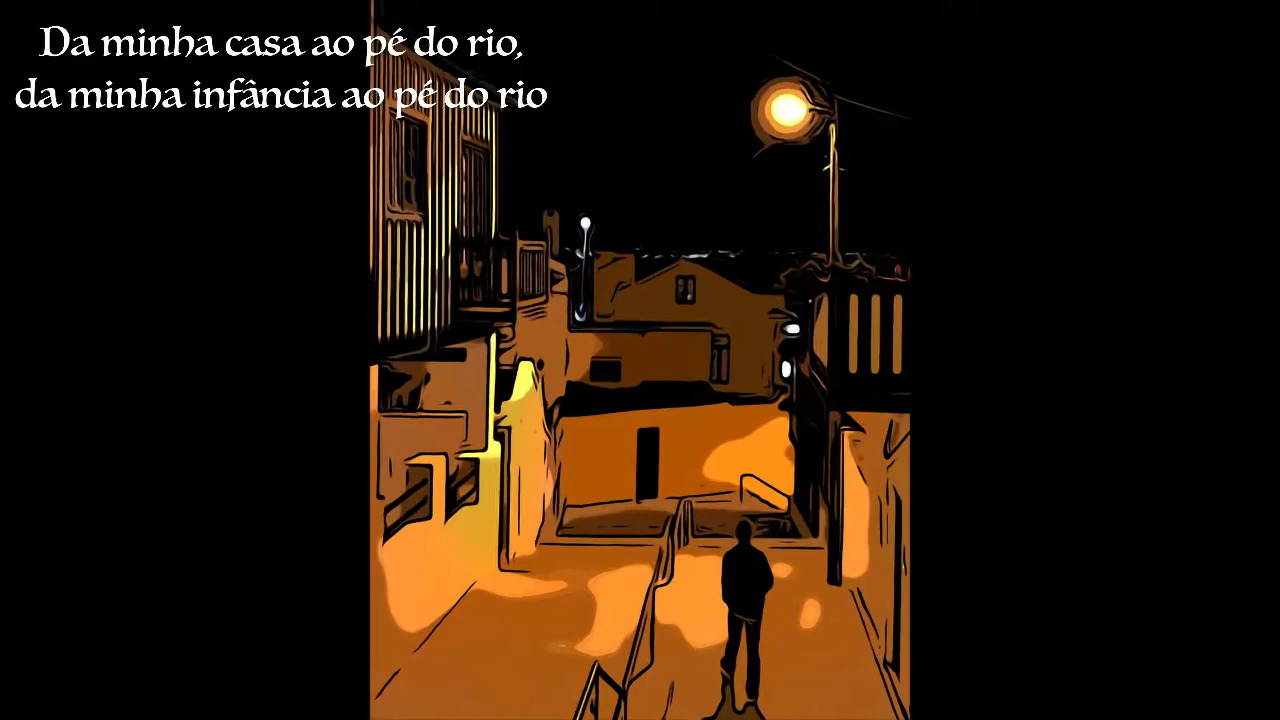 Da minha casa ao pé do rio,
da minha infância ao pé do rio